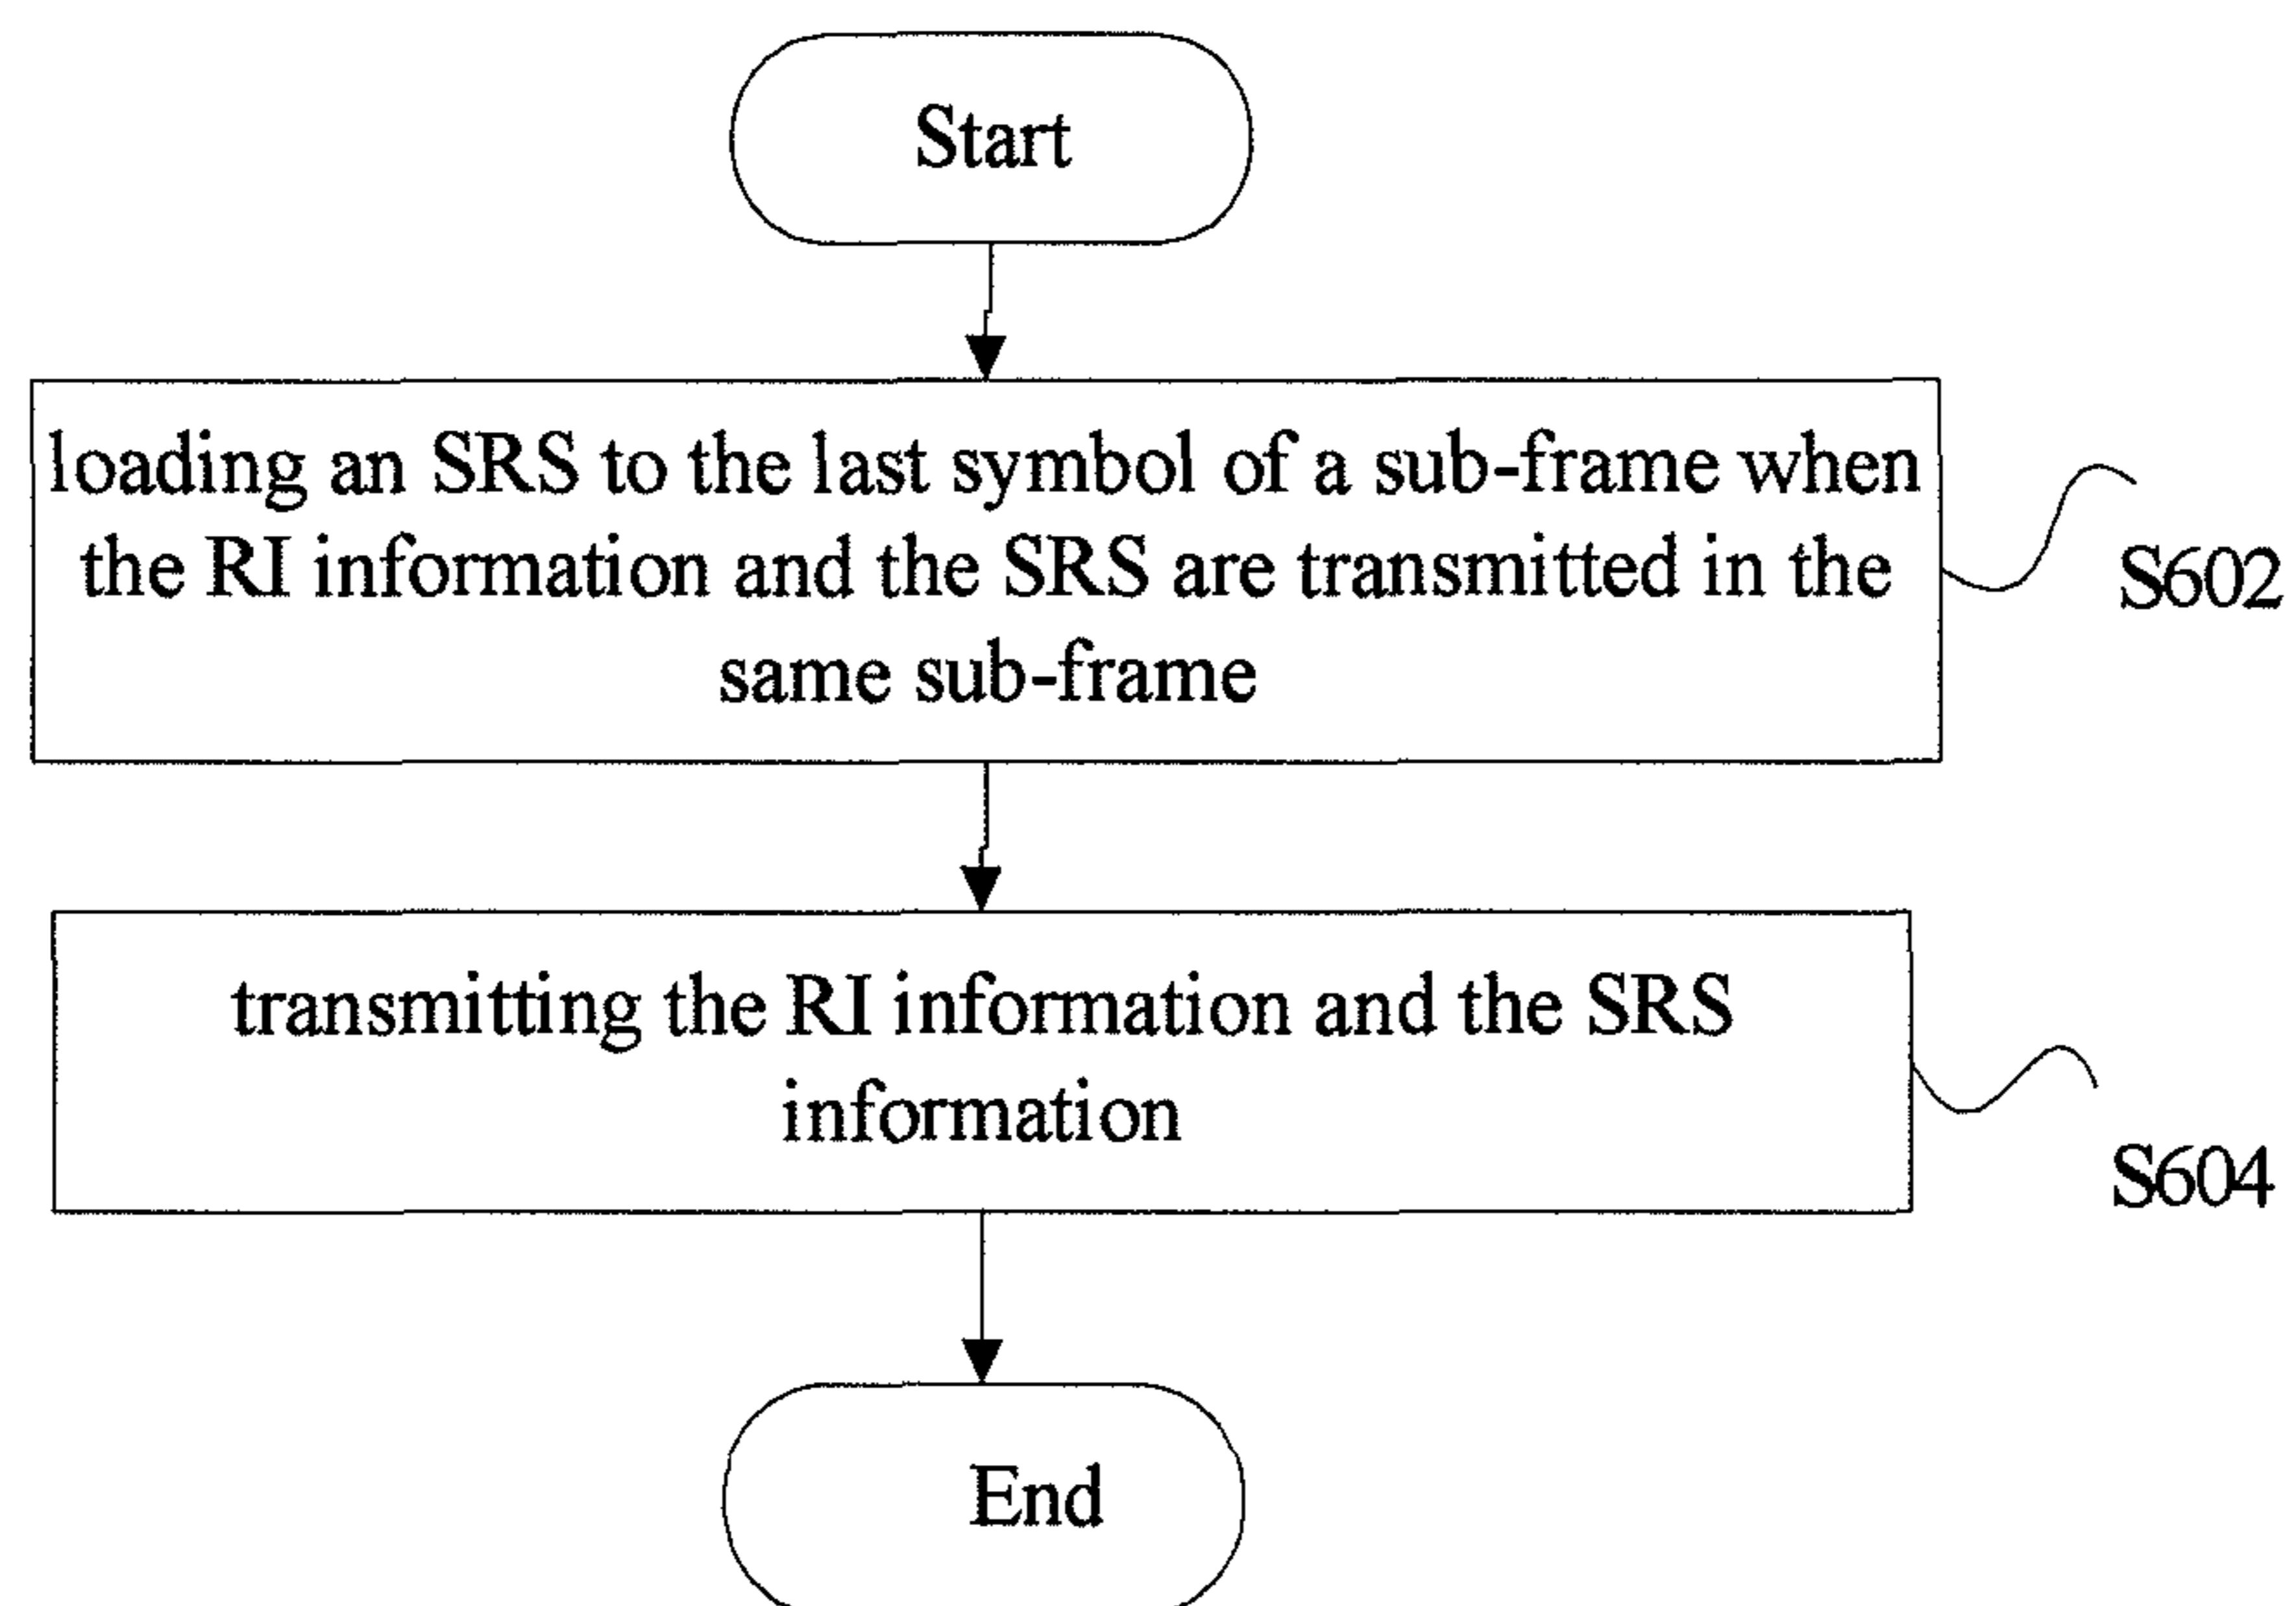 Start
loading an SRS to the last symbol of a sub-frame when
the RI information and the SRS are transmitted in the
same sub-frame
S602
transmitting the RI information and the SRS
information
S604
End